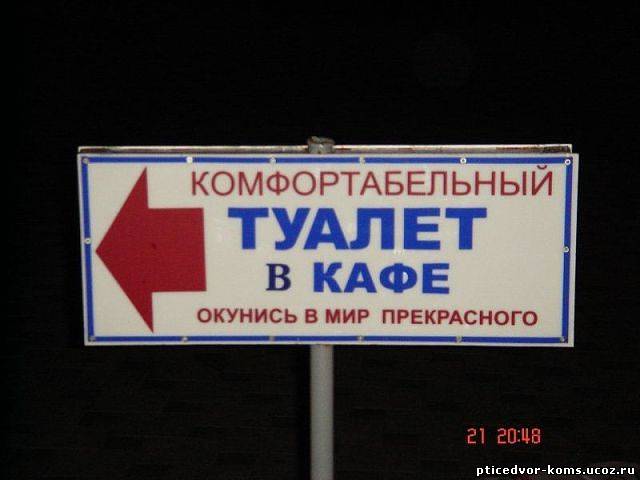 КОМФОРТАБЕЛЬНЫЙ
ТУАЛЕТ
В КАФЕ
ОКУНИСЬ В МИР ПРЕКРАСНОГО
21 20:48
pticedvor-koms.ucoz.ru